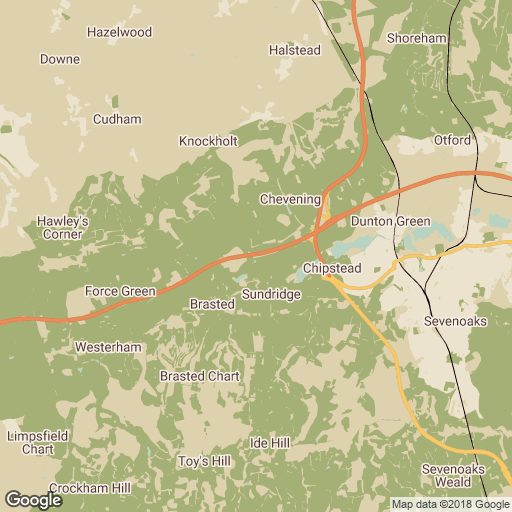 Hazelwood
Shoreham
Halstead
Downe
Cudham
Knockholt
Otford
Chevening
Hawley's
Corner
Dunton Green
Chipstead
Force Green
Sundridge
Brasted
Sevenoaks
Westerham
Brasted Chart
Limpsfield
Chart
Ide Hill
Toy's Hill
Sevenoaks
Weald
Crockham Hill
Google
Map data ©2018 Google